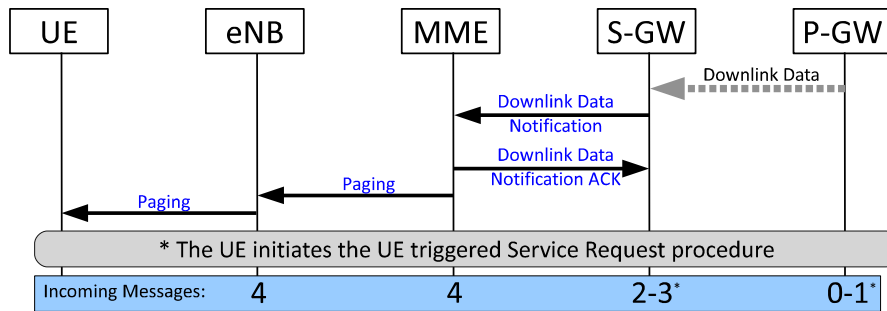 UE eNB MME S-GW P-GW
Downlink Data
Downlink Data
Notification
Downlink Data
Notification ACK
Paging
Paging
* The UE initiates the UE triggered Service Request procedure
Incoming Messages: 4 4 2-3* 0-1*